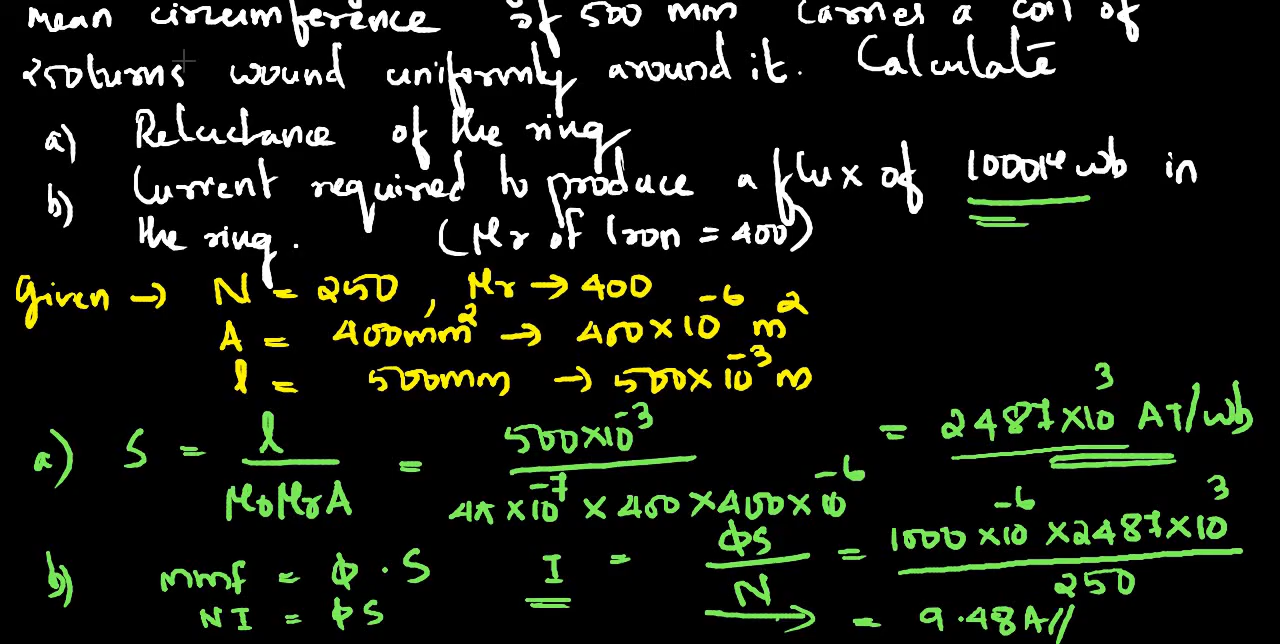 mean circumference of 500 mm carries a coil of
250turns wound uniformly around it. Calculate
a) Reluctance of the ring
b) Current required to produce a flux of 1000μ wb in
the ring. (μr of Iron = 400)
Given → N = 250, μr → 400
A = 400mm² → 400×10⁻⁶ m²
l = 500mm → 500×10⁻³ m
a) S = l / μ₀μrA = 500×10⁻³ / 4π×10⁻⁷ × 400 × 400×10⁻⁶ = 2487×10³ AT/wb
b) mmf = ϕ . S I = ϕS / N = 1000×10⁻⁶ × 2487×10³ / 250
NI = ϕS = 9.48A//